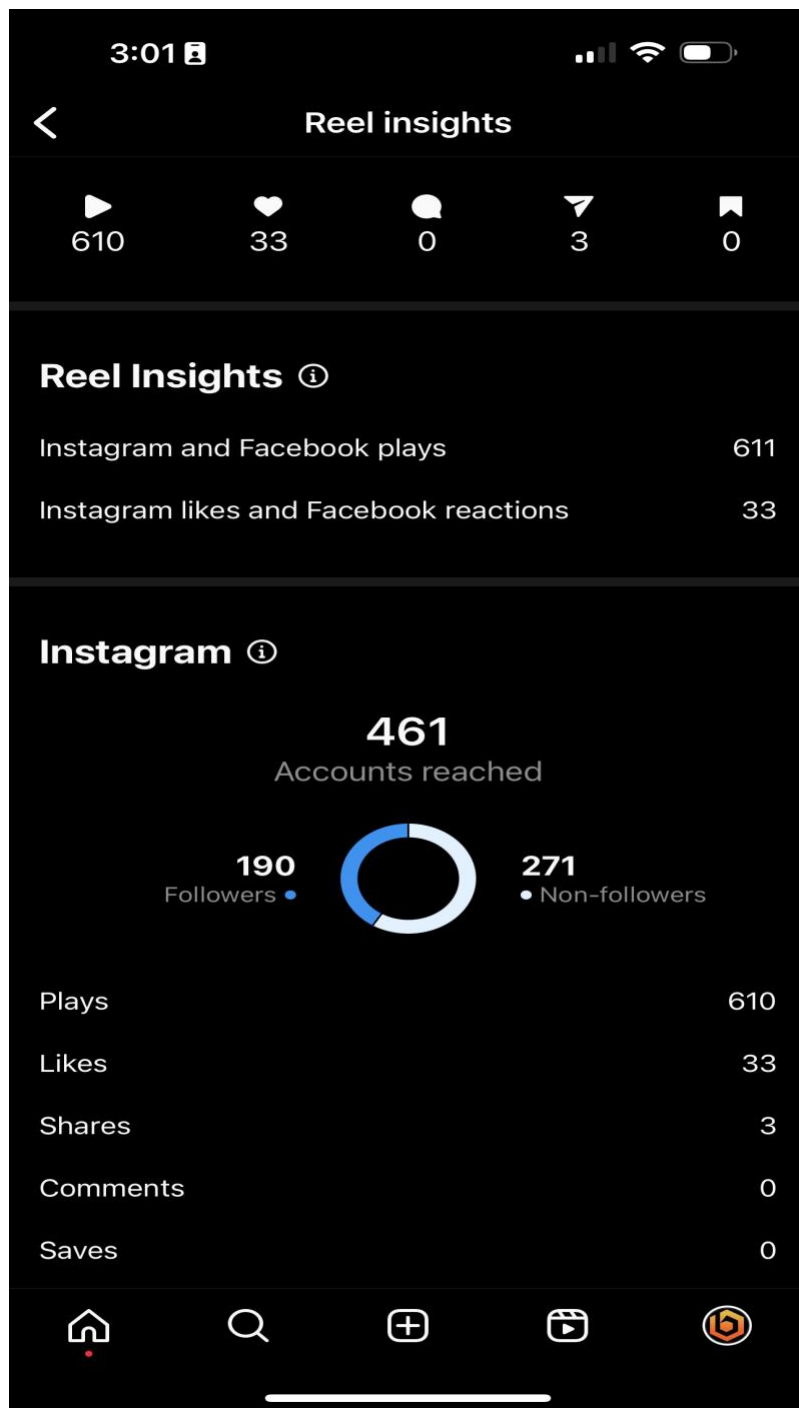 3:01
Reel insights
610 33 0 3 0
Reel Insights
Instagram and Facebook plays 611
Instagram likes and Facebook reactions 33
Instagram
461
Accounts reached
190 271
Followers Non-followers
Plays 610
Likes 33
Shares 3
Comments 0
Saves 0